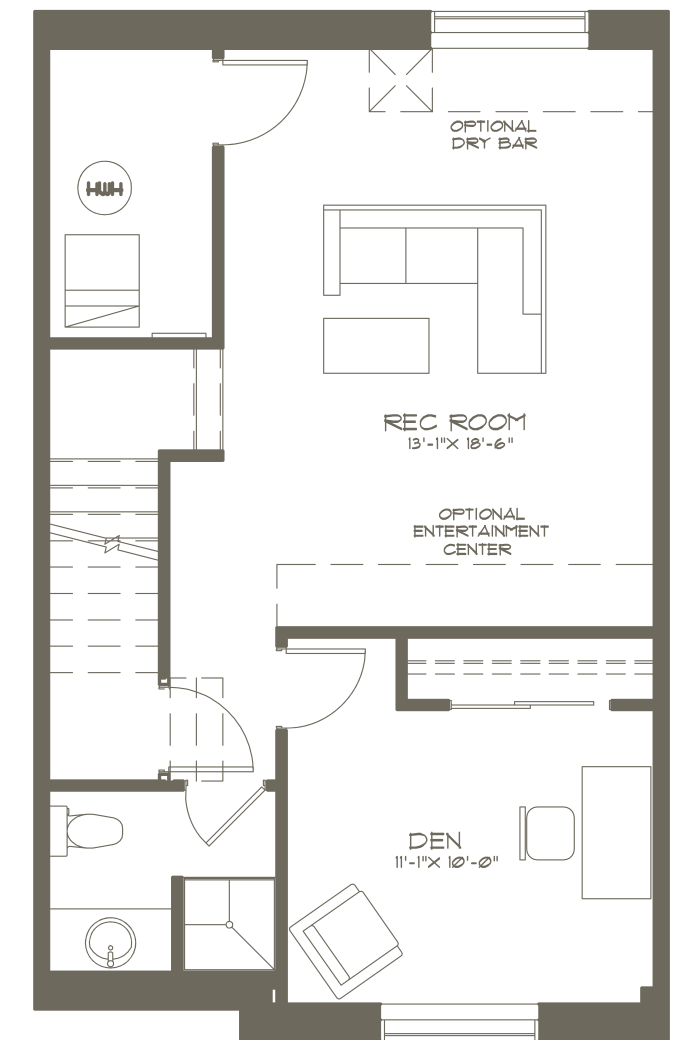 OPTIONAL
DRY BAR
HWH
REC ROOM
13'-1"X 18'-6"
OPTIONAL
ENTERTAINMENT
CENTER
DEN
11'-1"X 10'-0"